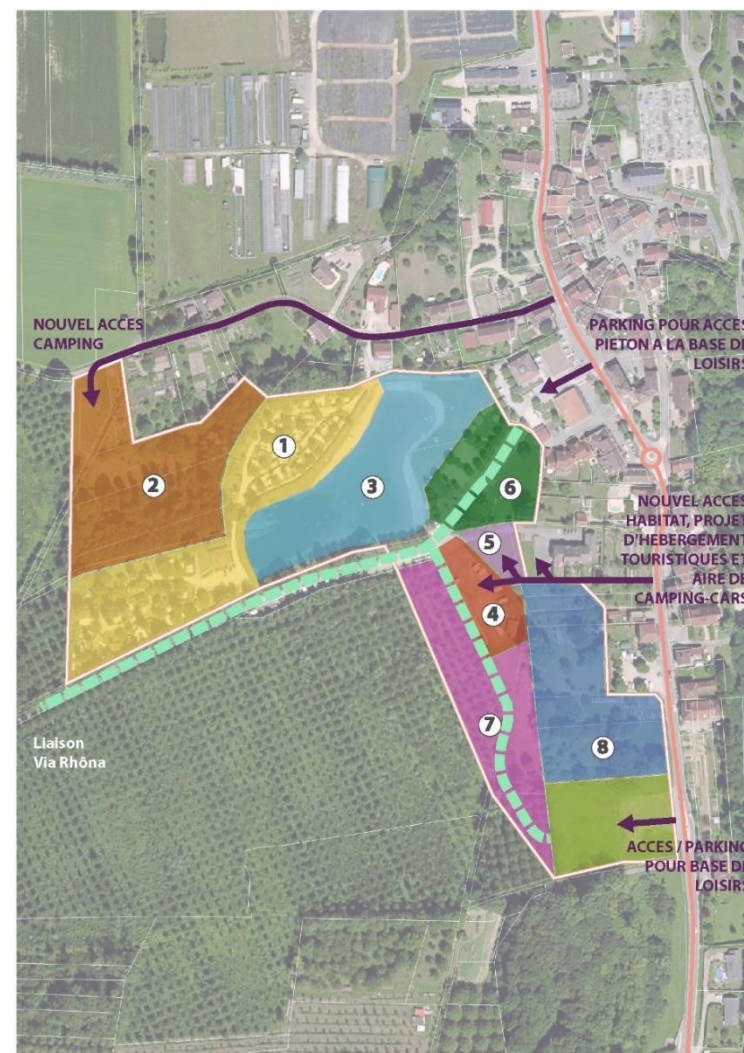 NOUVEL ACCES
CAMPING
PARKING POUR ACCES
PIETON A LA BASE DE
LOISIRS
1
2
3
6
NOUVEL ACCES
HABITAT, PROJET
D'HEBERGEMENT
TOURISTIQUES ET
AIRE DE
CAMPING-CARS
5
4
7
8
Liaison
Via Rhôna
ACCES / PARKING
POUR BASE DE
LOISIRS